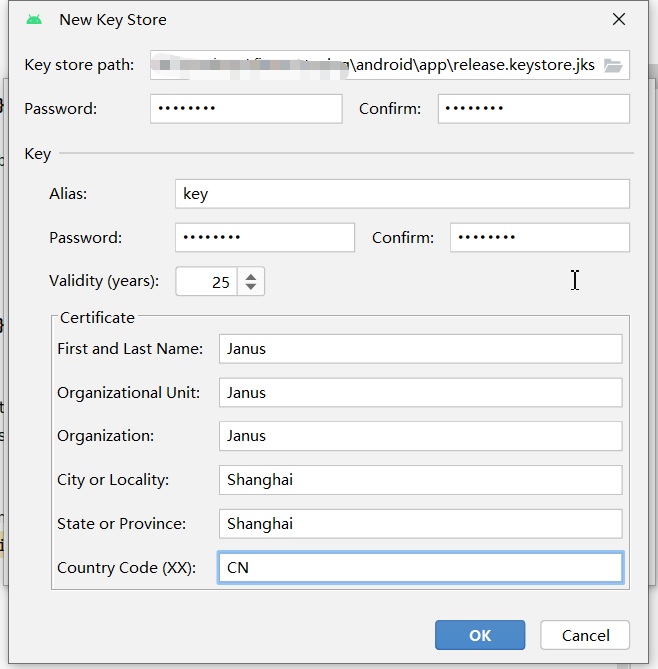 New Key Store
Key store path: \android\app\release.keystore.jks
Password: •••••••• Confirm: ••••••••
Key
Alias: key
Password: •••••••• Confirm: ••••••••
Validity (years): 25
Certificate
First and Last Name: Janus
Organizational Unit: Janus
Organization: Janus
City or Locality: Shanghai
State or Province: Shanghai
Country Code (XX): CN
OK Cancel